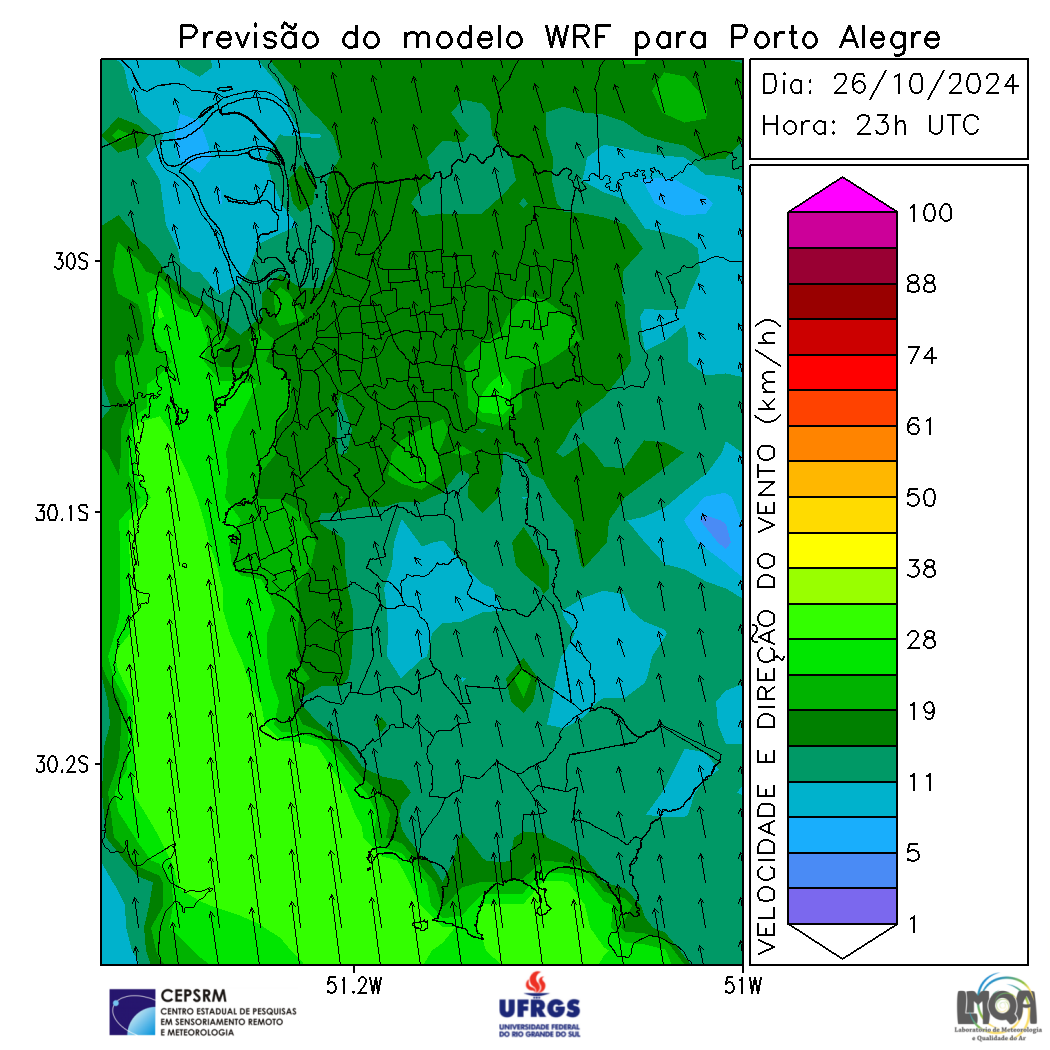 Previsão do modelo WRF para Porto Alegre
Dia: 26/10/2024
Hora: 23h UTC
30S
30.1S
30.2S
51.2W
51W
VELOCIDADE E DIREÇÃO DO VENTO (km/h)
100
88
74
61
50
38
28
19
11
5
1
CEPSRM
CENTRO ESTADUAL DE PESQUISAS
EM SENSORIAMENTO REMOTO
E METEOROLOGIA
UFRGS
UNIVERSIDADE FEDERAL
DO RIO GRANDE DO SUL
LMQA
Laboratório de Meteorologia
e Qualidade do Ar